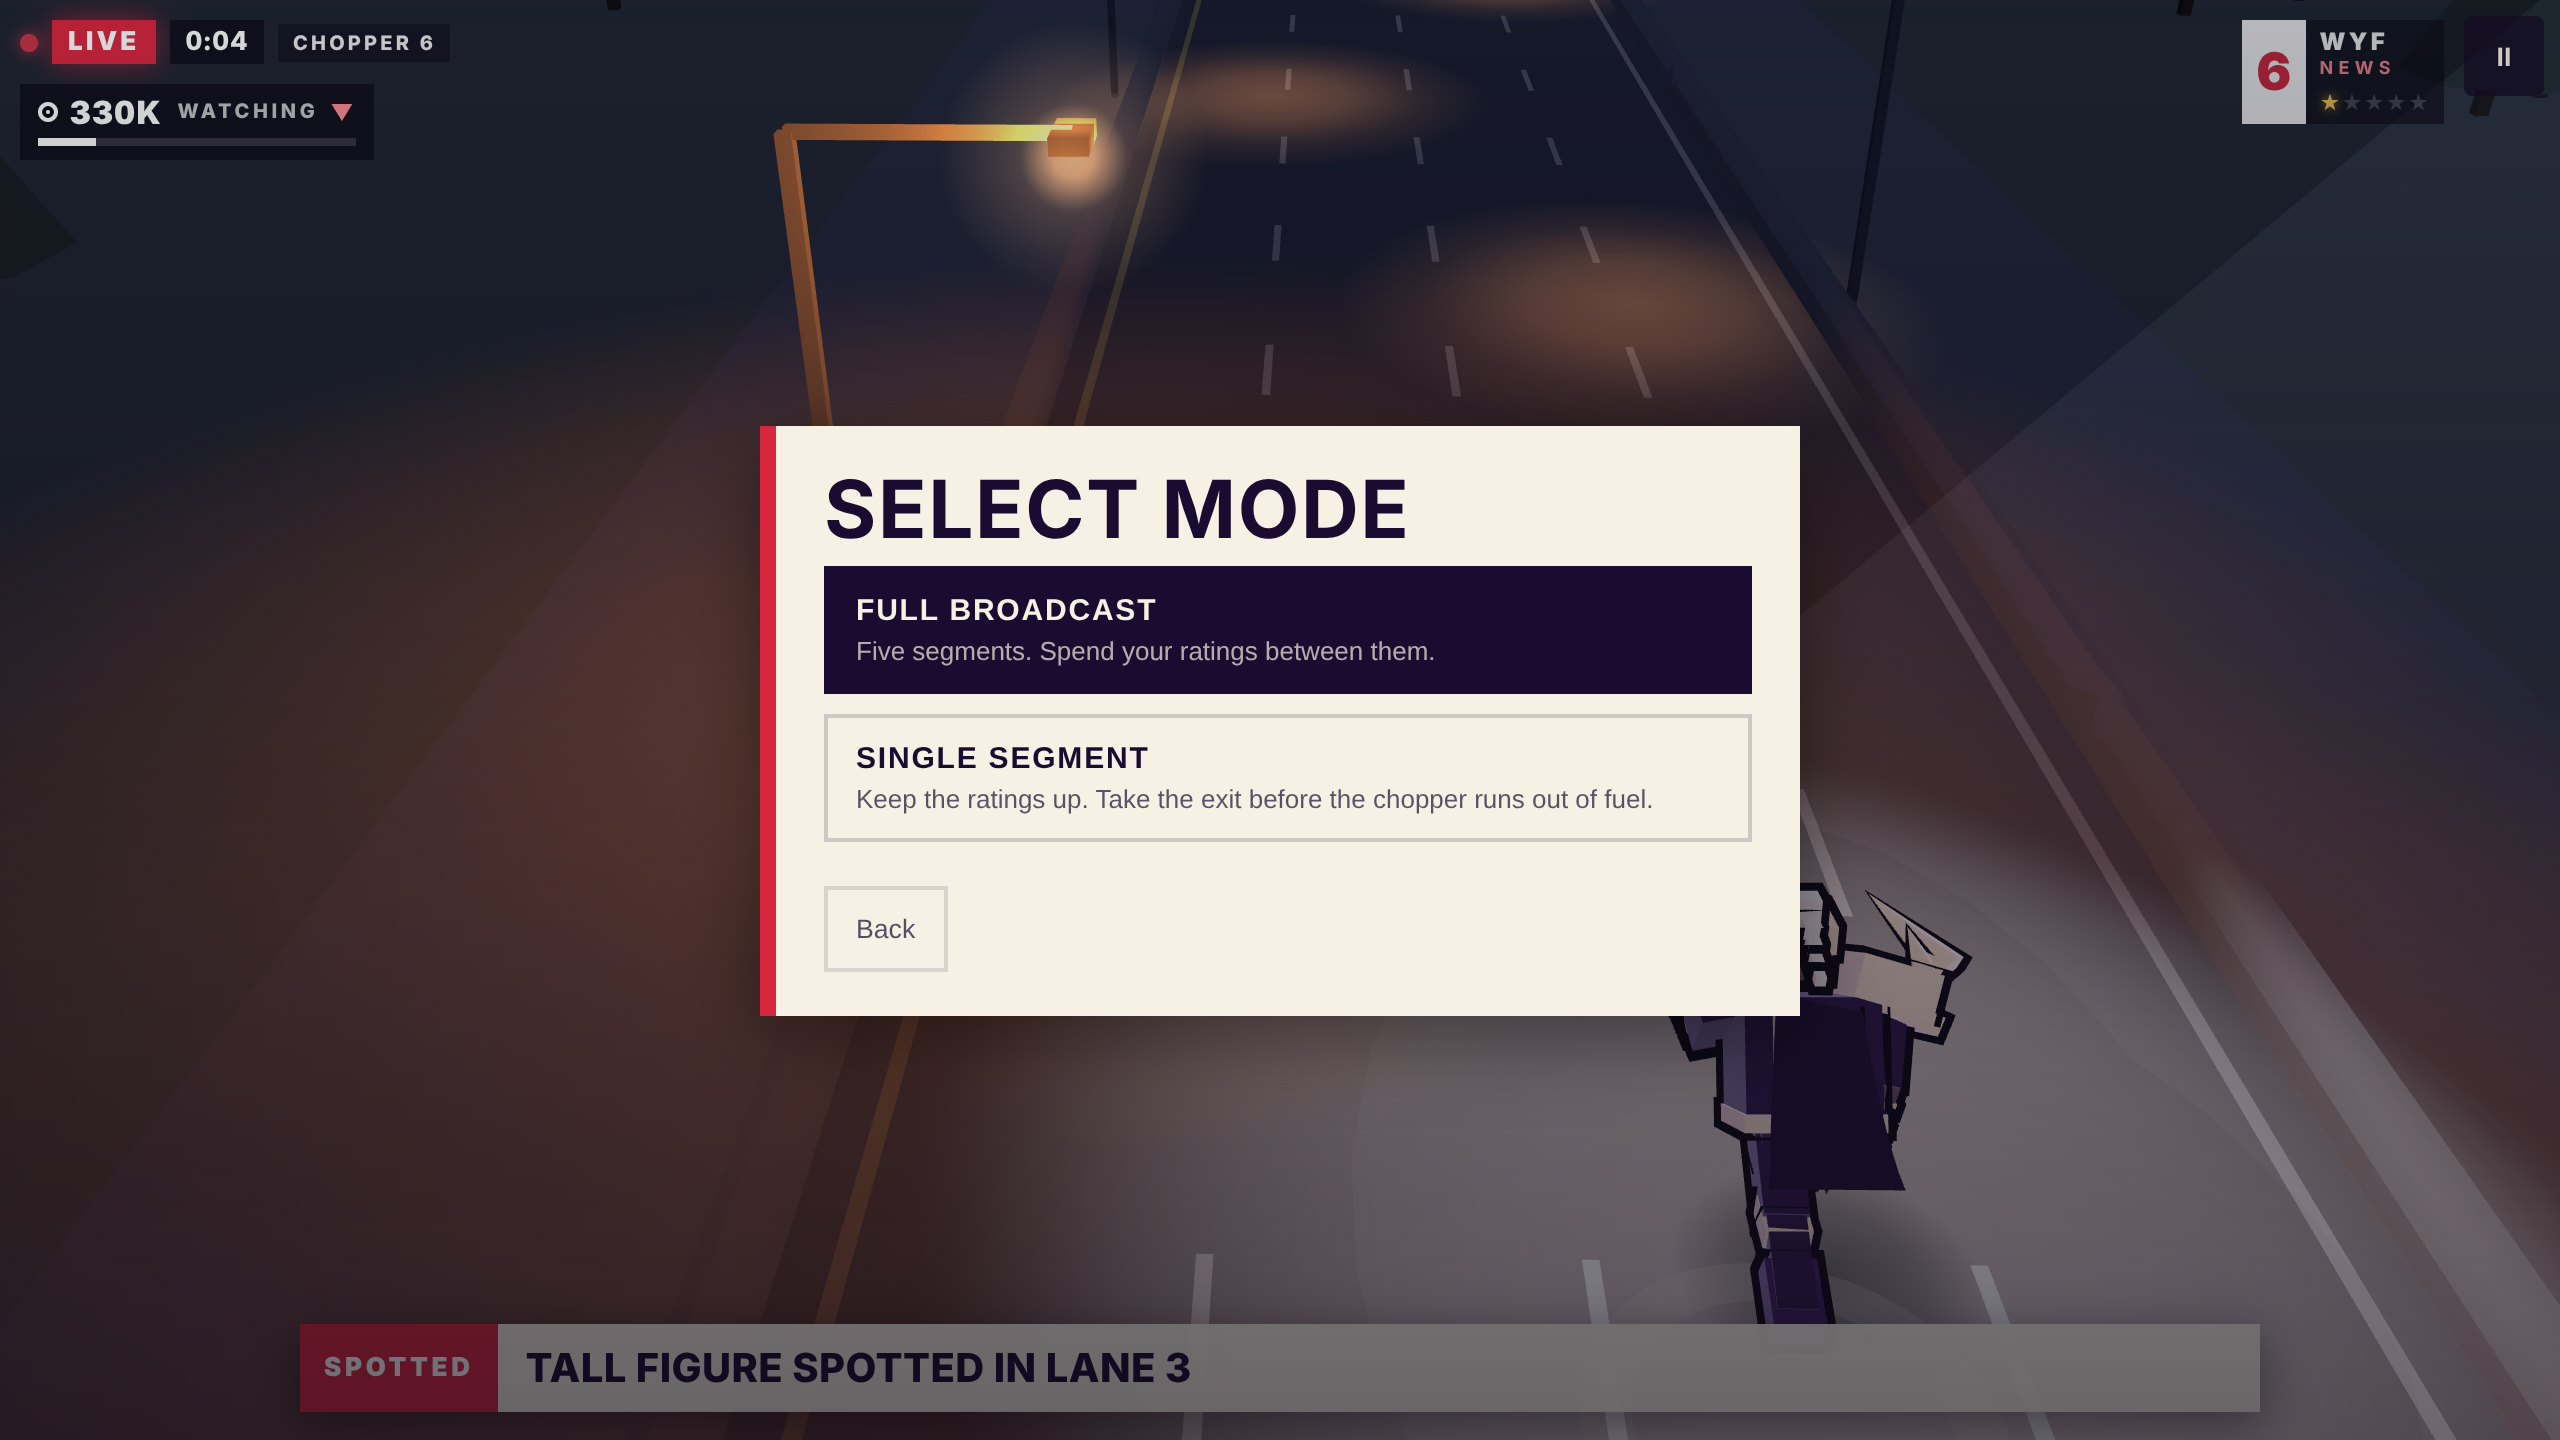 LIVE 0:04 CHOPPER 6
330K WATCHING
6 WYF
NEWS
SELECT MODE
FULL BROADCAST
Five segments. Spend your ratings between them.
SINGLE SEGMENT
Keep the ratings up. Take the exit before the chopper runs out of fuel.
Back
SPOTTED TALL FIGURE SPOTTED IN LANE 3